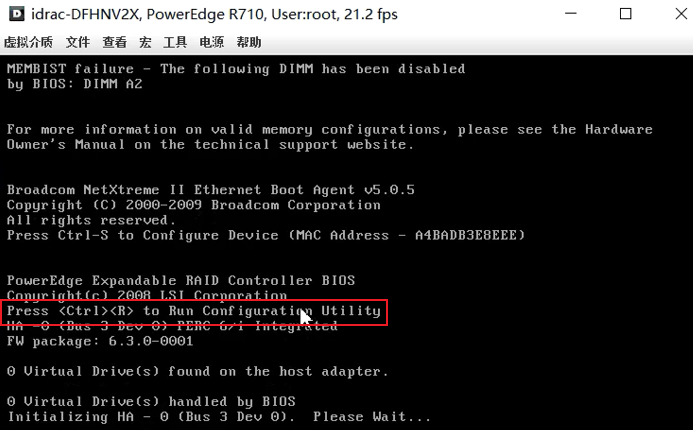 idrac-DFHNV2X, PowerEdge R710, User:root, 21.2 fps
虚拟介质 文件 查看 宏 工具 电源 帮助
MEMBIST failure - The following DIMM has been disabled
by BIOS: DIMM A2
For more information on valid memory configurations, please see the Hardware
Owner's Manual on the technical support website.
Broadcom NetXtreme II Ethernet Boot Agent v5.0.5
Copyright (C) 2000-2009 Broadcom Corporation
All rights reserved.
Press Ctrl-S to Configure Device (MAC Address - A4BADB3E8EEE)
PowerEdge Expandable RAID Controller BIOS
Copyright(c) 2008 LSI Corporation
Press <Ctrl><R> to Run Configuration Utility
HA -0 (Bus 3 Dev 0) PERC 6/i Integrated
FW package: 6.3.0-0001
0 Virtual Drive(s) found on the host adapter.
0 Virtual Drive(s) handled by BIOS
Initializing HA - 0 (Bus 3 Dev 0).  Please Wait...